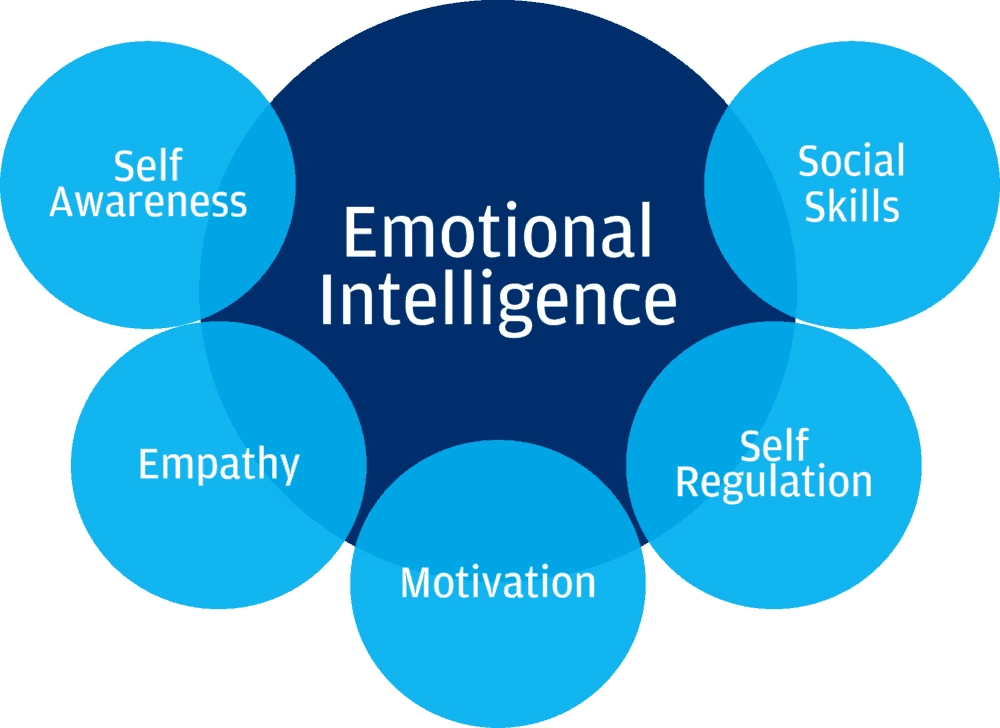 Self
Awareness
Social
Skills
Emotional
Intelligence
Empathy
Self
Regulation
Motivation